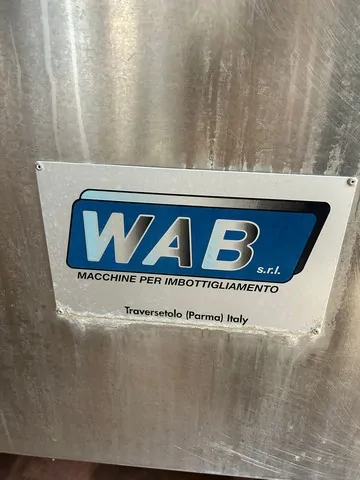 WAB s.r.l.
MACCHINE PER IMBOTTIGLIAMENTO
Traversetolo (Parma) Italy